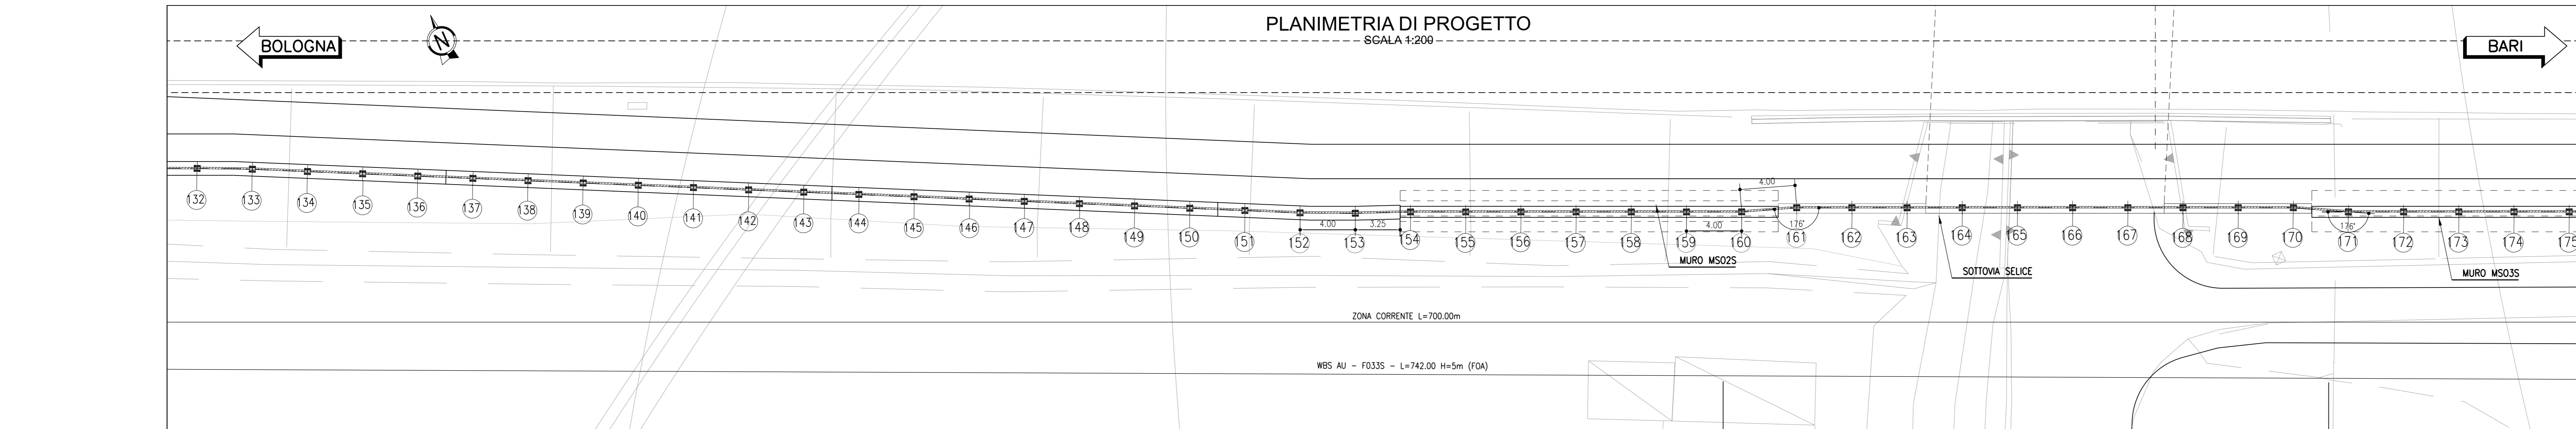 PLANIMETRIA DI PROGETTO
SCALA 1:200
BOLOGNA
N
BARI
4.00
132 133 134 135 136 137 138 139 140 141 142 143 144 145 146 147 148 149 150 151 152 153 154 155 156 157 158 159 160 161 162 163 164 165 166 167 168 169 170 171 172 173 174 175
4.00 3.25 4.00 176° 176°
MURO MS02S
SOTTOVIA SELICE
MURO MS03S
ZONA CORRENTE L=700.00m
WBS AU - FO33S - L=742.00 H=5m (FOA)